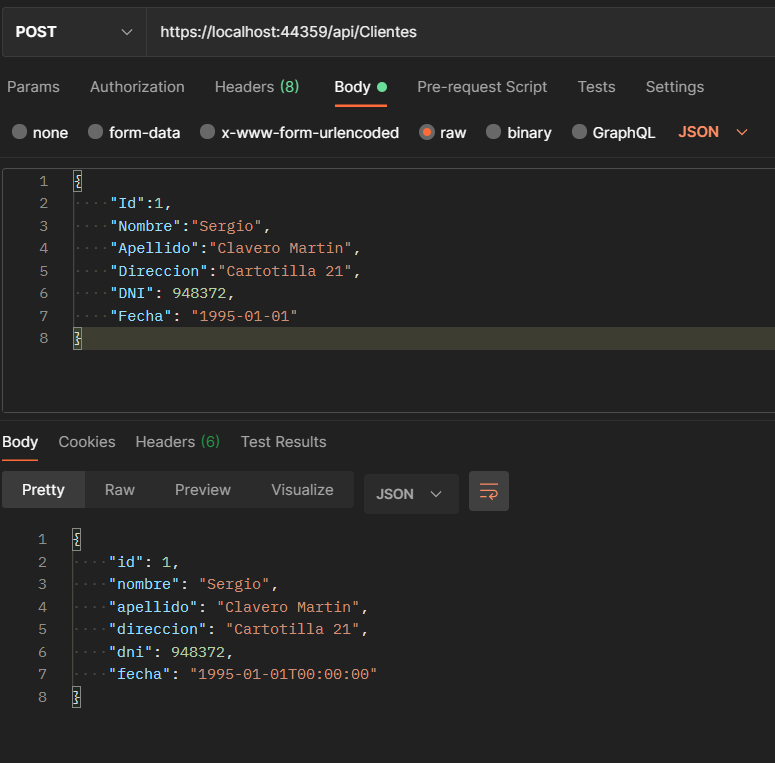 POST https://localhost:44359/api/Clientes
Params Authorization Headers (8) Body Pre-request Script Tests Settings
none form-data x-www-form-urlencoded raw binary GraphQL JSON
1 {
2 "Id":1,
3 "Nombre":"Sergio",
4 "Apellido":"Clavero Martin",
5 "Direccion":"Cartotilla 21",
6 "DNI": 948372,
7 "Fecha": "1995-01-01"
8 }
Body Cookies Headers (6) Test Results
Pretty Raw Preview Visualize JSON
1 {
2 "id": 1,
3 "nombre": "Sergio",
4 "apellido": "Clavero Martin",
5 "direccion": "Cartotilla 21",
6 "dni": 948372,
7 "fecha": "1995-01-01T00:00:00"
8 }